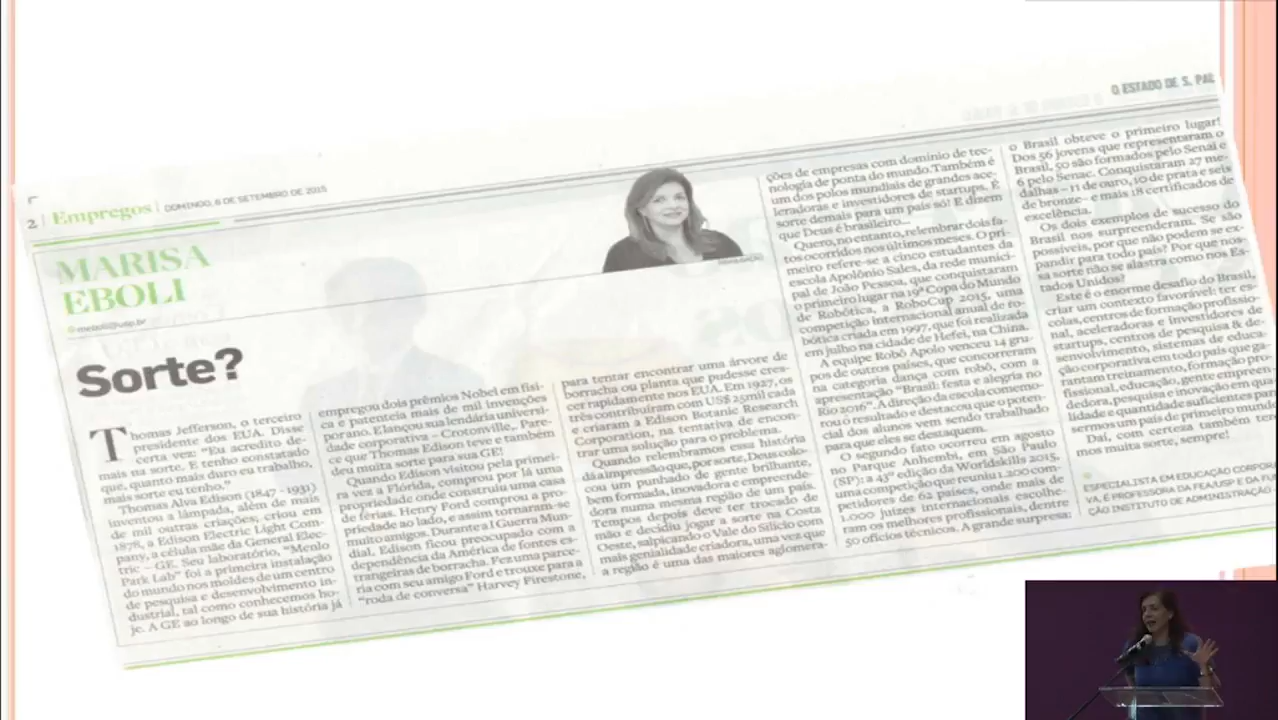 O ESTADO DE S. PAU
2 | Empregos | DOMINGO, 6 DE SETEMBRO DE 2015
MARISA
EBOLI
meboli@usp.br
Sorte?
Thomas Jefferson, o terceiro
presidente dos EUA. Disse
certa vez: “Eu acredito de-
mais na sorte. E tenho constatado
que, quanto mais duro eu trabalho,
mais sorte eu tenho.”
Thomas Alva Edison (1847 - 1931)
inventou a lâmpada, além de mais
de mil outras criações, criou em
1878, a Edison Electric Light Com-
pany, a célula mãe da General Elec-
tric – GE. Seu laboratório, “Menlo
Park Lab” foi a primeira instalação
do mundo nos moldes de um centro
de pesquisa e desenvolvimento in-
dustrial, tal como conhecemos ho-
je. A GE ao longo de sua história já
empregou dois prêmios Nobel em físi-
ca e patenteia mais de mil invenções
por ano. E lançou sua lendária universi-
dade corporativa – Crotonville,. Pare-
ce que Thomas Edison teve e também
deu muita sorte para sua GE!
Quando Edison visitou pela primei-
ra vez a Flórida, comprou por lá uma
propriedade onde construiu uma casa
de férias. Henry Ford comprou a pro-
priedade ao lado, e assim tornaram-se
muito amigos. Durante a I Guerra Mun-
dial, Edison ficou preocupado com a
dependência da América de fontes es-
trangeiras de borracha. Fez uma parce-
ria com seu amigo Ford e trouxe para a
“roda de conversa” Harvey Firestone,
para tentar encontrar uma árvore de
borracha ou planta que pudesse cres-
cer rapidamente nos EUA. Em 1927, os
três contribuíram com US$ 25 mil cada
e criaram a Edison Botanic Research
Corporation, na tentativa de encon-
trar uma solução para o problema.
Quando relembramos essa história
dá a impressão que, por sorte, Deus colo-
cou um punhado de gente brilhante,
bem formada, inovadora e empreende-
dora numa mesma região de um país.
Tempos depois deve ter trocado de
mão e decidiu jogar a sorte na Costa
Oeste, salpicando o Vale do Silício com
mais genialidade criadora, uma vez que
a região é uma das maiores aglomera-
ções de empresas com domínio de tec-
nologia de ponta do mundo. Também é
um dos polos mundiais de grandes ace-
leradoras e investidores de startups. É
sorte demais para um país só! E dizem
que Deus é brasileiro...
Quero, no entanto, relembrar dois fa-
tos ocorridos nos últimos meses. O pri-
meiro refere-se a cinco estudantes da
escola Apolônio Sales, da rede munici-
pal de João Pessoa, que conquistaram
o primeiro lugar na 19ª Copa do Mundo
de Robótica, a RoboCup 2015, uma
competição internacional anual de ro-
bótica criada em 1997, que foi realizada
em julho na cidade de Hefei, na China.
A equipe Robô Apolo venceu 14 gru-
pos de outros países, que concorreram
na categoria dança com robô, com a
apresentação “Brasil: festa e alegria no
Rio 2016”. A direção da escola comemo-
rou o resultado e destacou que o poten-
cial dos alunos vem sendo trabalhado
para que eles se destaquem.
O segundo fato ocorreu em agosto
no Parque Anhembi, em São Paulo
(SP): a 43ª edição da Worldskills 2015,
uma competição que reuniu 1.200 com-
petidores de 62 países, onde mais de
1.000 juízes internacionais escolhe-
ram os melhores profissionais, dentre
50 ofícios técnicos. A grande surpresa:
o Brasil obteve o primeiro lugar!
Dos 56 jovens que representaram o
Brasil, 50 são formados pelo Senai e
6 pelo Senac. Conquistaram 27 me-
dalhas – 11 de ouro, 10 de prata e seis
de bronze– e mais 18 certificados de
excelência.
Os dois exemplos de sucesso do
Brasil nos surpreenderam. Se são
possíveis, por que não podem se ex-
pandir para todo país? Por que nos-
sa sorte não se alastra como nos Es-
tados Unidos?
Este é o enorme desafio do Brasil,
criar um contexto favorável: ter es-
colas, centros de formação profissio-
nal, aceleradoras e investidores de
startups, centros de pesquisa & de-
senvolvimento, sistemas de educa-
ção corporativa em todo país que ga-
rantam treinamento, formação pro-
fissional, educação, gente empreen-
dedora, pesquisa e inovação em qua-
lidade e quantidade suficientes par
sermos um país de primeiro mundo
Daí, com certeza também te
mos muita sorte, sempre!
ESPECIALISTA EM EDUCAÇÃO CORPOR
VA, É PROFESSORA DA FEA/USP E DA FU
ÇÃO INSTITUTO DE ADMINISTRAÇÃO